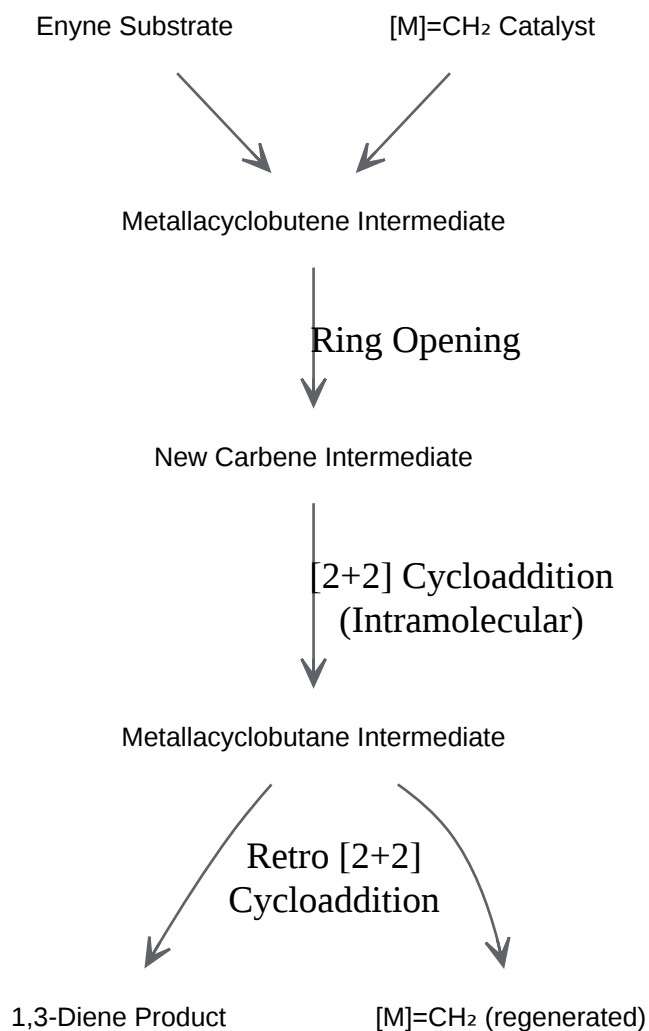 Enyne Substrate
[M]=CH₂ Catalyst
Metallacyclobutene Intermediate
Ring Opening
New Carbene Intermediate
[2+2] Cycloaddition
(Intramolecular)
Metallacyclobutane Intermediate
Retro [2+2]
Cycloaddition
1,3-Diene Product
[M]=CH₂ (regenerated)